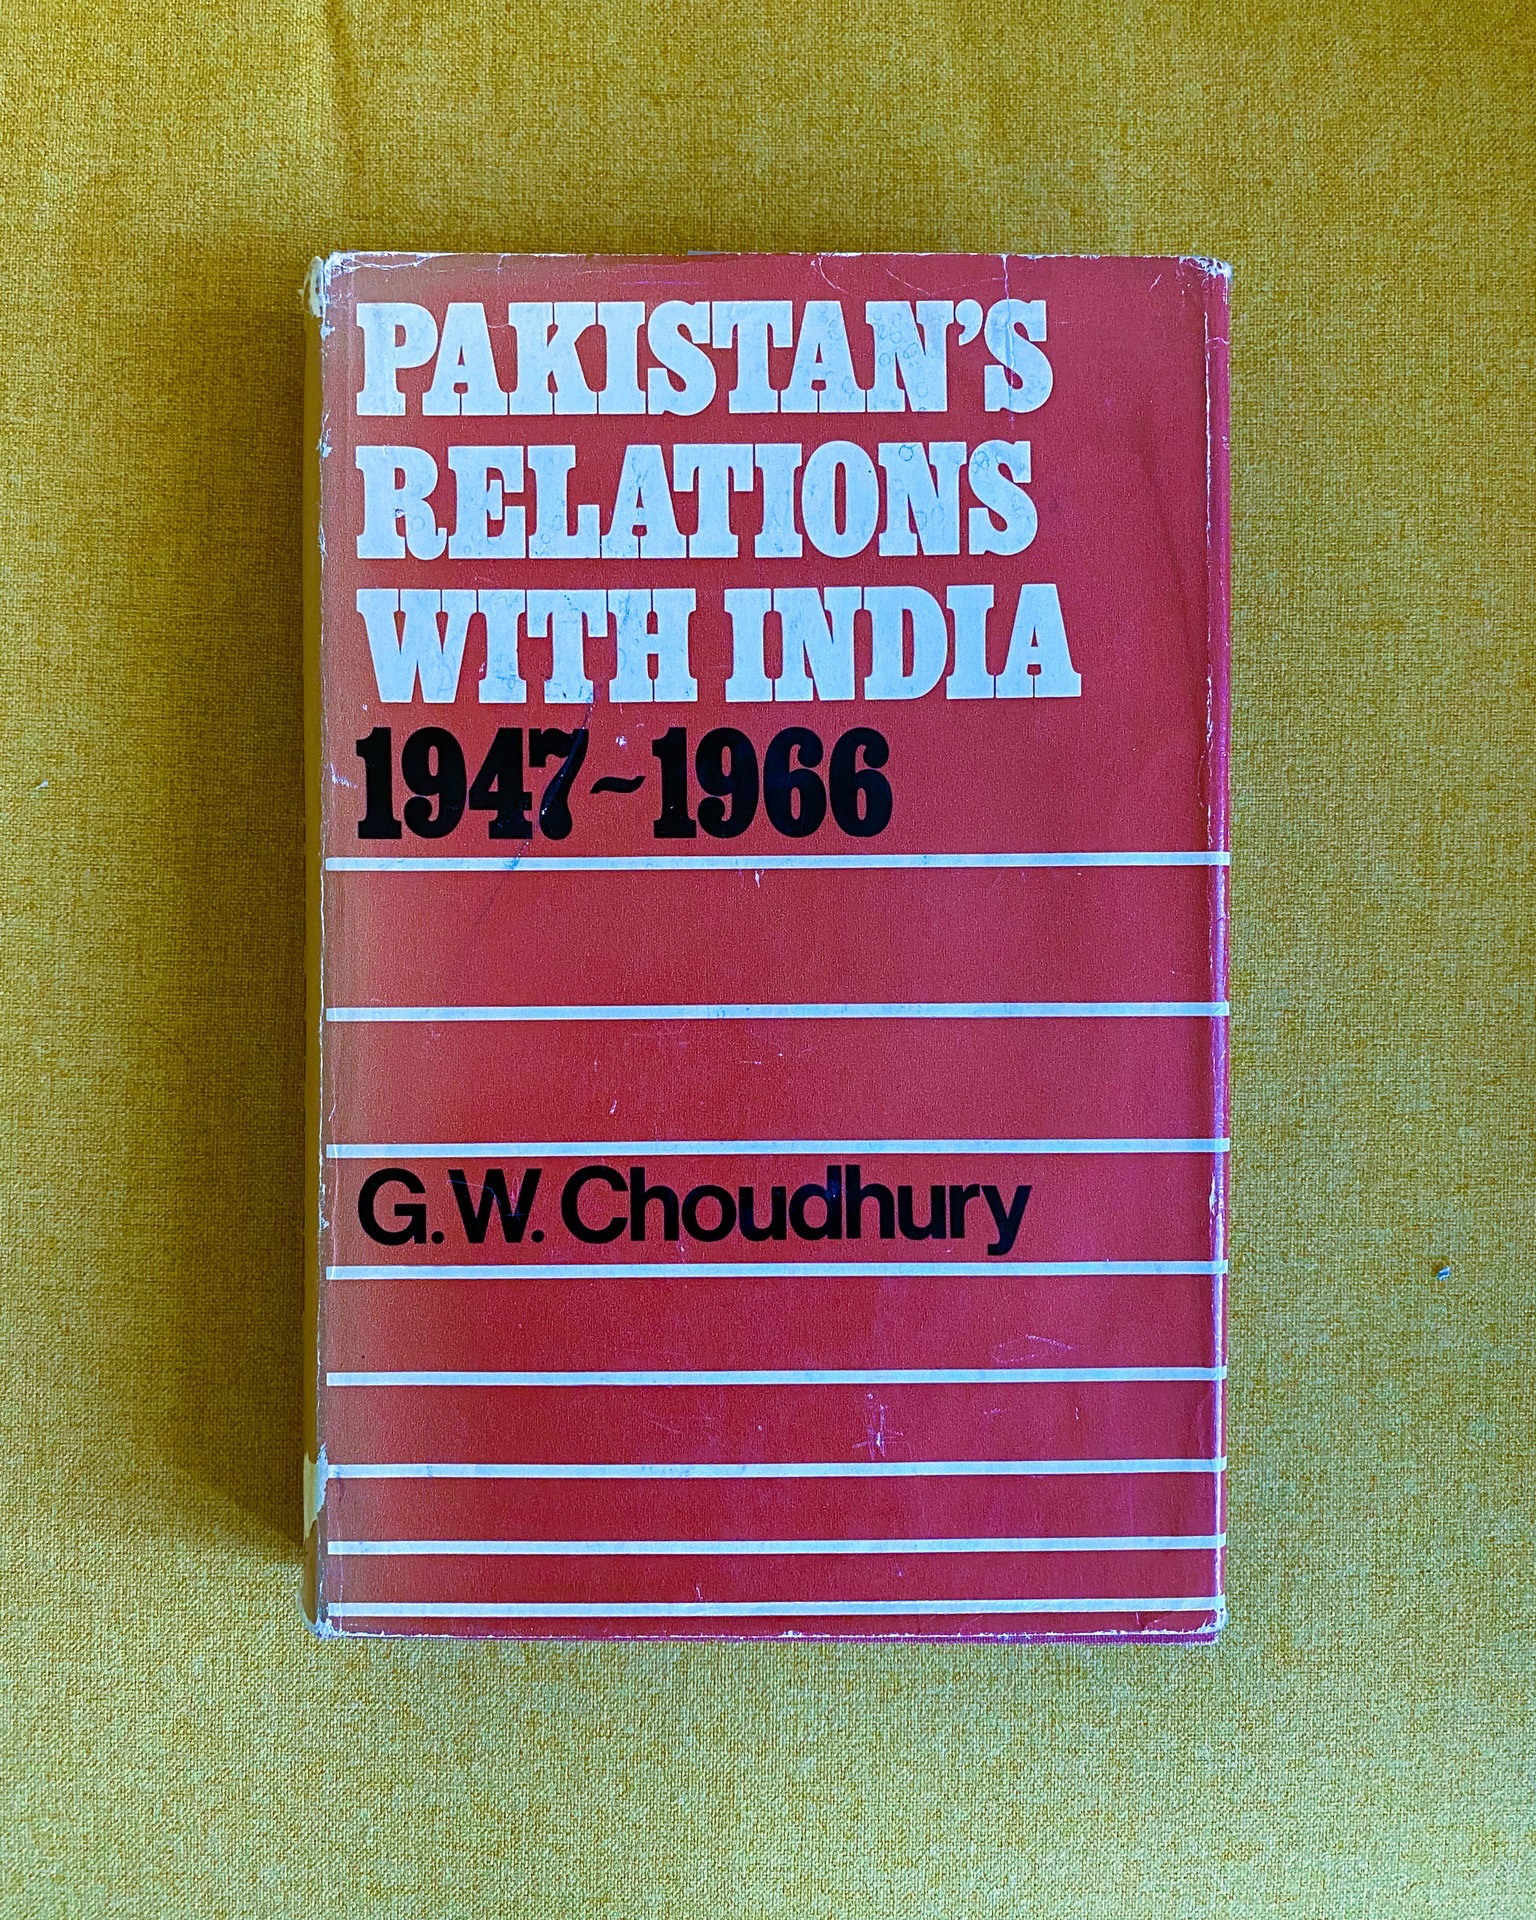 PAKISTAN'S
RELATIONS
WITH INDIA
1947~1966
G.W. Choudhury